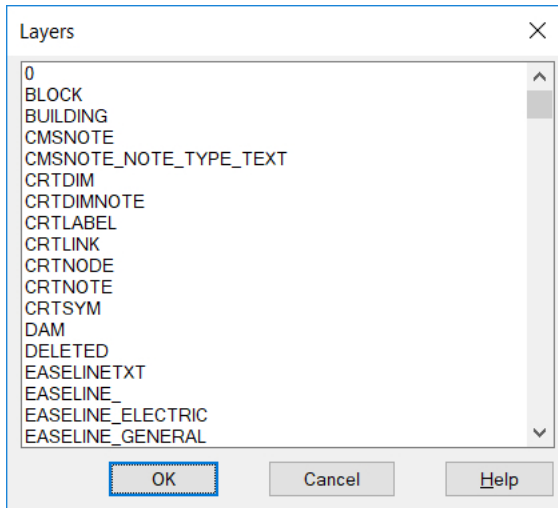 Layers
0
BLOCK
BUILDING
CMSNOTE
CMSNOTE_NOTE_TYPE_TEXT
CRTDIM
CRTDIMNOTE
CRTLABEL
CRTLINK
CRTNODE
CRTNOTE
CRTSYM
DAM
DELETED
EASELINETXT
EASELINE_
EASELINE_ELECTRIC
EASELINE_GENERAL
OK Cancel Help